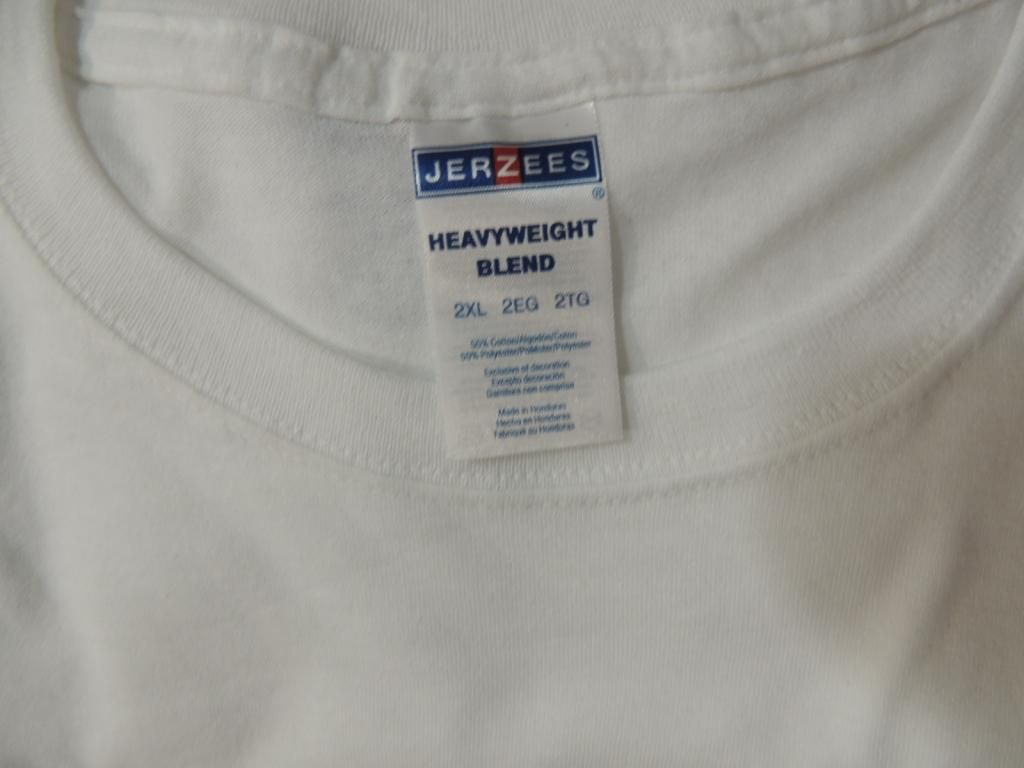 JERZEES
®
HEAVYWEIGHT
BLEND
2XL 2EG 2TG
50% Cotton/Algodón/Coton
50% Polyester/Poliéster/Polyester
Exclusive of decoration
Excepto decoración
Garniture non comprise
Made in Honduras
Hecho en Honduras
Fabriqué au Honduras